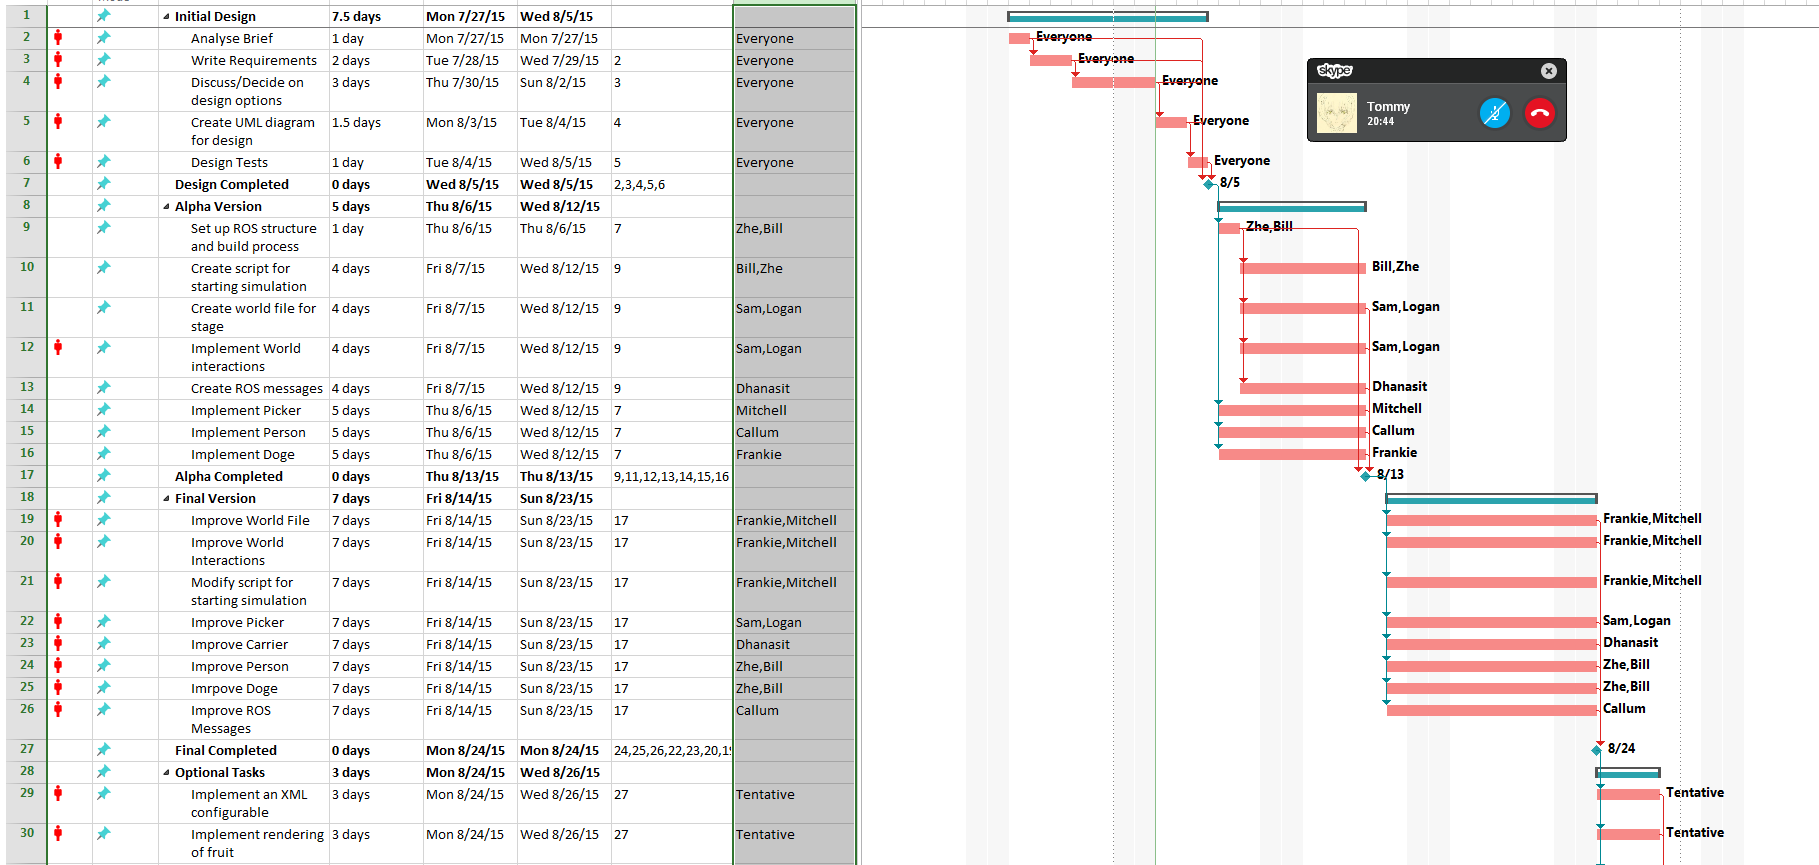 1 Initial Design 7.5 days Mon 7/27/15 Wed 8/5/15
2 Analyse Brief 1 day Mon 7/27/15 Mon 7/27/15 Everyone Everyone
3 Write Requirements 2 days Tue 7/28/15 Wed 7/29/15 2 Everyone Everyone
4 Discuss/Decide on 3 days Thu 7/30/15 Sun 8/2/15 3 Everyone Everyone
design options
skype
Tommy
20:44
5 Create UML diagram 1.5 days Mon 8/3/15 Tue 8/4/15 4 Everyone Everyone
for design
6 Design Tests 1 day Tue 8/4/15 Wed 8/5/15 5 Everyone Everyone
7 Design Completed 0 days Wed 8/5/15 Wed 8/5/15 2,3,4,5,6 8/5
8 Alpha Version 5 days Thu 8/6/15 Wed 8/12/15
9 Set up ROS structure 1 day Thu 8/6/15 Thu 8/6/15 7 Zhe,Bill Zhe,Bill
and build process
10 Create script for 4 days Fri 8/7/15 Wed 8/12/15 9 Bill,Zhe Bill,Zhe
starting simulation
11 Create world file for 4 days Fri 8/7/15 Wed 8/12/15 9 Sam,Logan Sam,Logan
stage
12 Implement World 4 days Fri 8/7/15 Wed 8/12/15 9 Sam,Logan Sam,Logan
interactions
13 Create ROS messages 4 days Fri 8/7/15 Wed 8/12/15 9 Dhanasit Dhanasit
14 Implement Picker 5 days Thu 8/6/15 Wed 8/12/15 7 Mitchell Mitchell
15 Implement Person 5 days Thu 8/6/15 Wed 8/12/15 7 Callum Callum
16 Implement Doge 5 days Thu 8/6/15 Wed 8/12/15 7 Frankie Frankie
17 Alpha Completed 0 days Thu 8/13/15 Thu 8/13/15 9,11,12,13,14,15,16 8/13
18 Final Version 7 days Fri 8/14/15 Sun 8/23/15
19 Improve World File 7 days Fri 8/14/15 Sun 8/23/15 17 Frankie,Mitchell Frankie,Mitchell
20 Improve World 7 days Fri 8/14/15 Sun 8/23/15 17 Frankie,Mitchell Frankie,Mitchell
Interactions
21 Modify script for 7 days Fri 8/14/15 Sun 8/23/15 17 Frankie,Mitchell Frankie,Mitchell
starting simulation
22 Improve Picker 7 days Fri 8/14/15 Sun 8/23/15 17 Sam,Logan Sam,Logan
23 Improve Carrier 7 days Fri 8/14/15 Sun 8/23/15 17 Dhanasit Dhanasit
24 Improve Person 7 days Fri 8/14/15 Sun 8/23/15 17 Zhe,Bill Zhe,Bill
25 Imrpove Doge 7 days Fri 8/14/15 Sun 8/23/15 17 Zhe,Bill Zhe,Bill
26 Improve ROS 7 days Fri 8/14/15 Sun 8/23/15 17 Callum Callum
Messages
27 Final Completed 0 days Mon 8/24/15 Mon 8/24/15 24,25,26,22,23,20,19 8/24
28 Optional Tasks 3 days Mon 8/24/15 Wed 8/26/15
29 Implement an XML 3 days Mon 8/24/15 Wed 8/26/15 27 Tentative Tentative
configurable
30 Implement rendering 3 days Mon 8/24/15 Wed 8/26/15 27 Tentative Tentative
of fruit